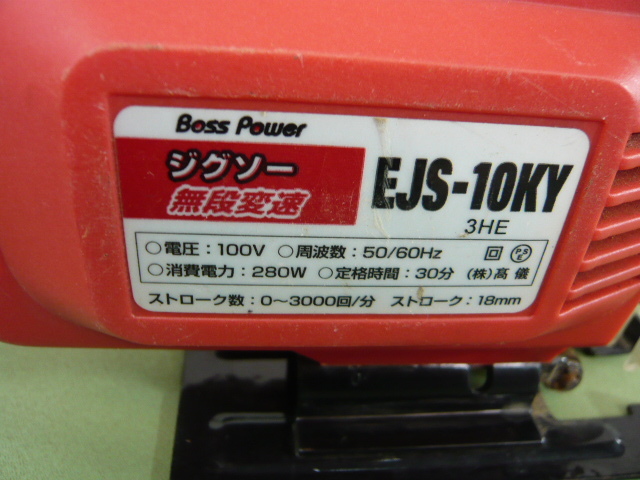 Boss Power
ジグソー
無段変速
EJS-10KY
3HE
○電圧：100V ○周波数：50/60Hz
○消費電力：280W ○定格時間：30分 (株)髙儀
ストローク数：0〜3000回/分 ストローク：18mm